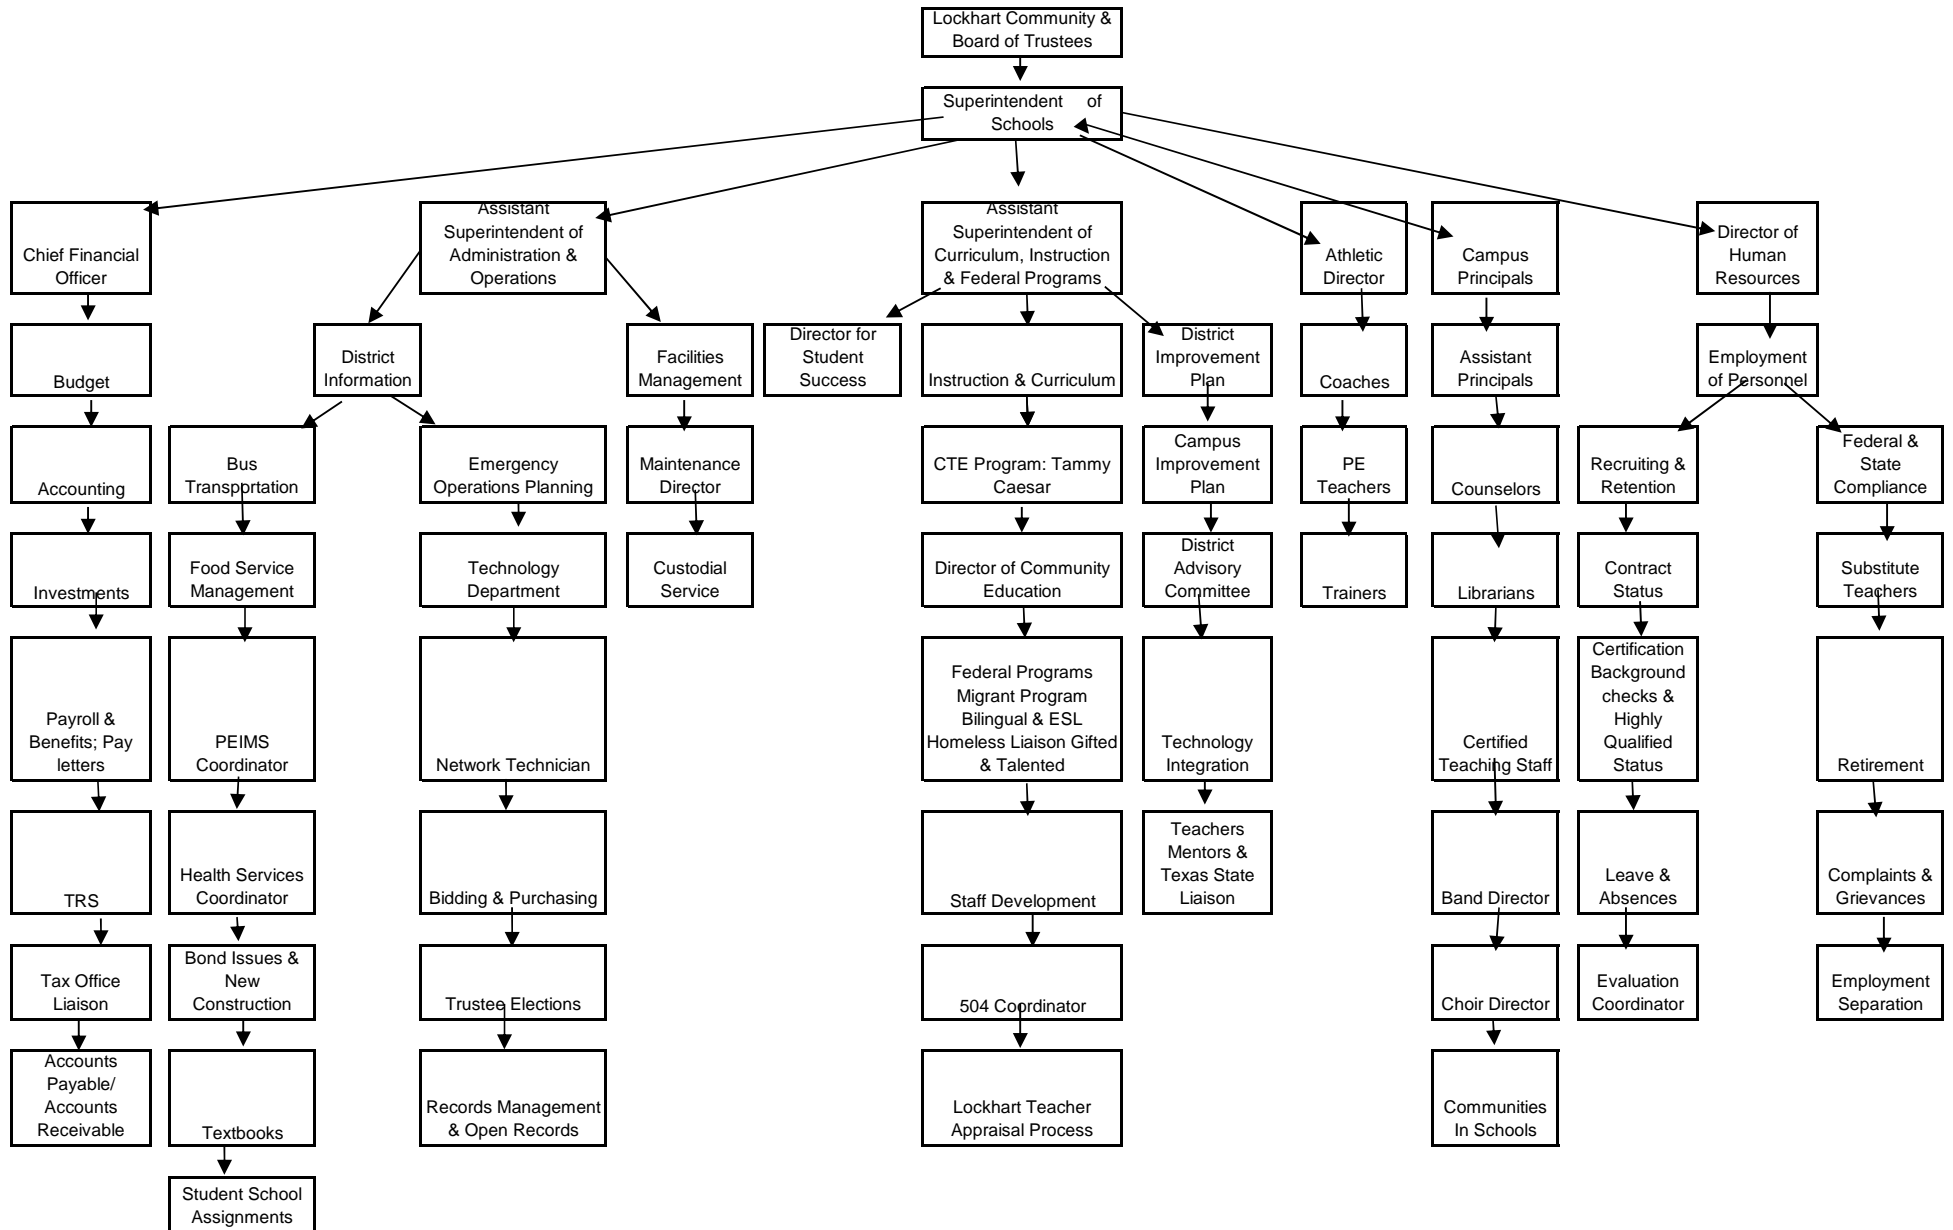 Lockhart Community &
Board of Trustees
Superintendent of
Schools
Chief Financial
Officer
Assistant
Superintendent of
Administration &
Operations
Assistant
Superintendent of
Curriculum, Instruction
& Federal Programs
Athletic
Director
Campus
Principals
Director of
Human
Resources
Budget
District
Information
Facilities
Management
Director for
Student
Success
Instruction & Curriculum
District
Improvement
Plan
Coaches
Assistant
Principals
Employment
of Personnel
Accounting
Bus
Transportation
Emergency
Operations Planning
Maintenance
Director
CTE Program: Tammy
Caesar
Campus
Improvement
Plan
PE
Teachers
Counselors
Recruiting &
Retention
Federal &
State
Compliance
Investments
Food Service
Management
Technology
Department
Custodial
Service
Director of Community
Education
District
Advisory
Committee
Trainers
Librarians
Contract
Status
Substitute
Teachers
Payroll &
Benefits; Pay
letters
PEIMS
Coordinator
Network Technician
Federal Programs
Migrant Program
Bilingual & ESL
Homeless Liaison Gifted
& Talented
Technology
Integration
Certified
Teaching Staff
Certification
Background
checks &
Highly
Qualified
Status
Retirement
TRS
Health Services
Coordinator
Bidding & Purchasing
Staff Development
Teachers
Mentors &
Texas State
Liaison
Band Director
Leave &
Absences
Complaints &
Grievances
Tax Office
Liaison
Bond Issues &
New
Construction
Trustee Elections
504 Coordinator
Choir Director
Evaluation
Coordinator
Employment
Separation
Accounts
Payable/
Accounts
Receivable
Textbooks
Records Management
& Open Records
Lockhart Teacher
Appraisal Process
Communities
In Schools
Student School
Assignments